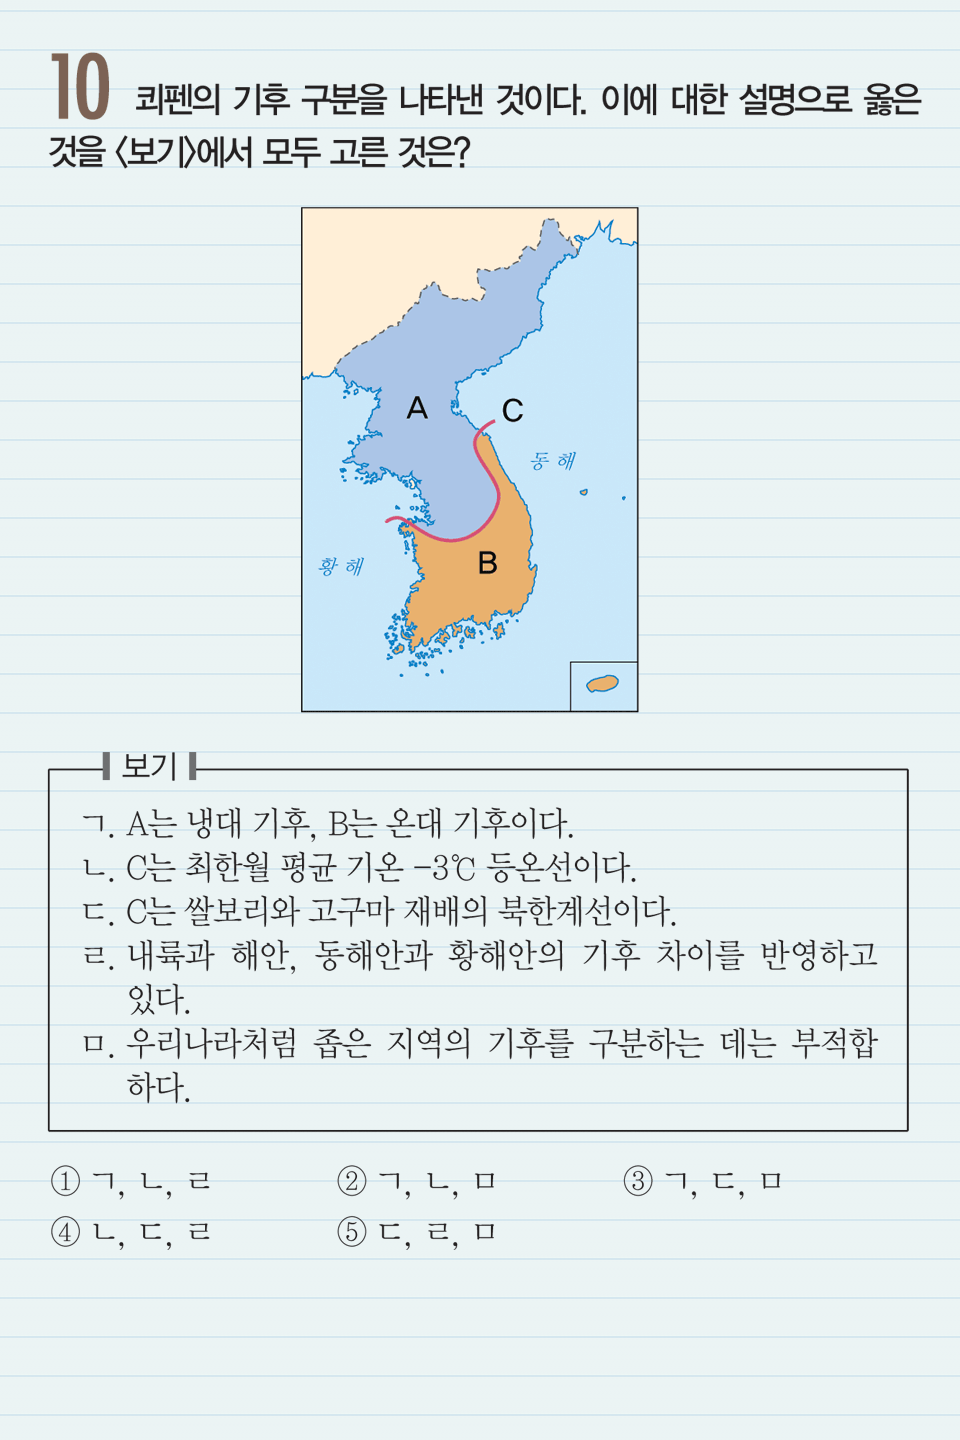 10 쾨펜의 기후 구분을 나타낸 것이다. 이에 대한 설명으로 옳은
것을 〈보기〉에서 모두 고른 것은?
A
C
동 해
황 해
B
보기
ㄱ. A는 냉대 기후, B는 온대 기후이다.
ㄴ. C는 최한월 평균 기온 -3℃ 등온선이다.
ㄷ. C는 쌀보리와 고구마 재배의 북한계선이다.
ㄹ. 내륙과 해안, 동해안과 황해안의 기후 차이를 반영하고
있다.
ㅁ. 우리나라처럼 좁은 지역의 기후를 구분하는 데는 부적합
하다.
① ㄱ, ㄴ, ㄹ ② ㄱ, ㄴ, ㅁ ③ ㄱ, ㄷ, ㅁ
④ ㄴ, ㄷ, ㄹ ⑤ ㄷ, ㄹ, ㅁ